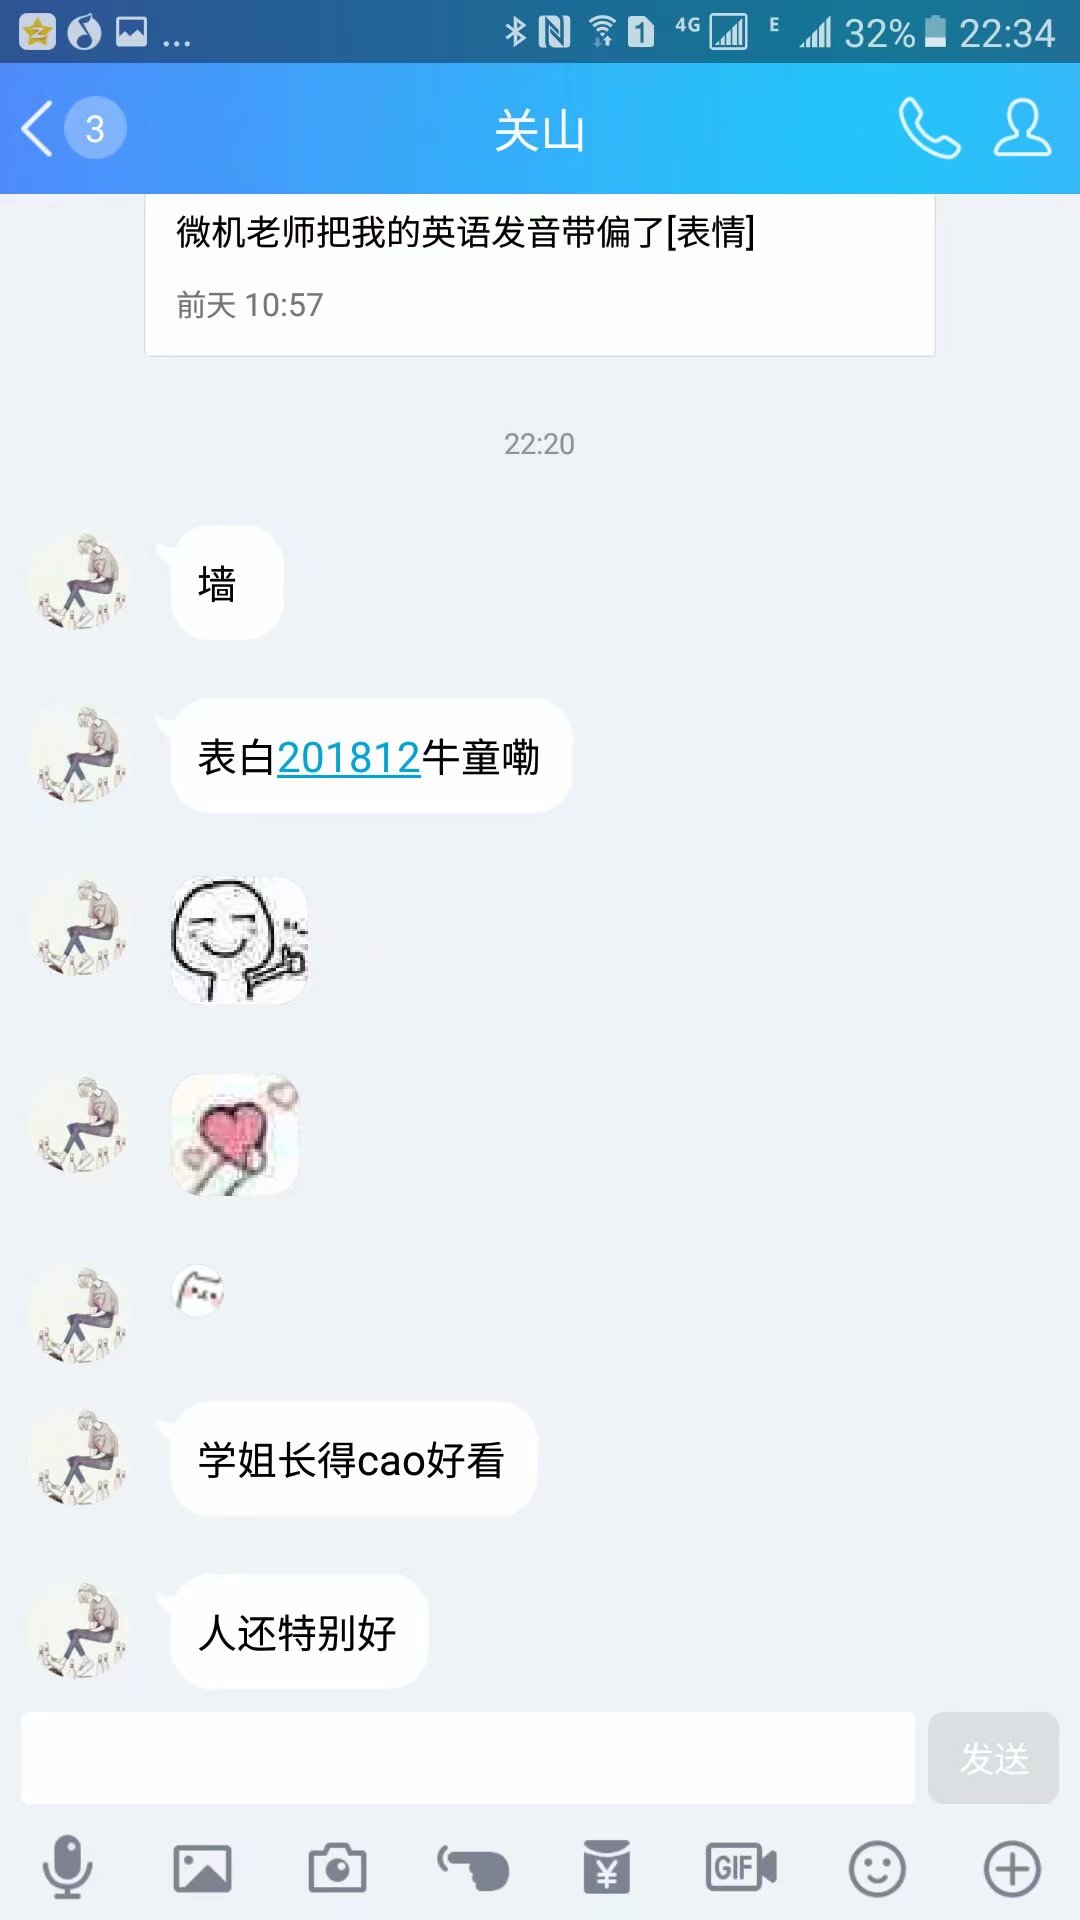 ... 1 4G E 32% 22:34
3 关山
微机老师把我的英语发音带偏了[表情]
前天 10:57
22:20
墙
表白201812牛童嘞
学姐长得cao好看
人还特别好
发送
GIF